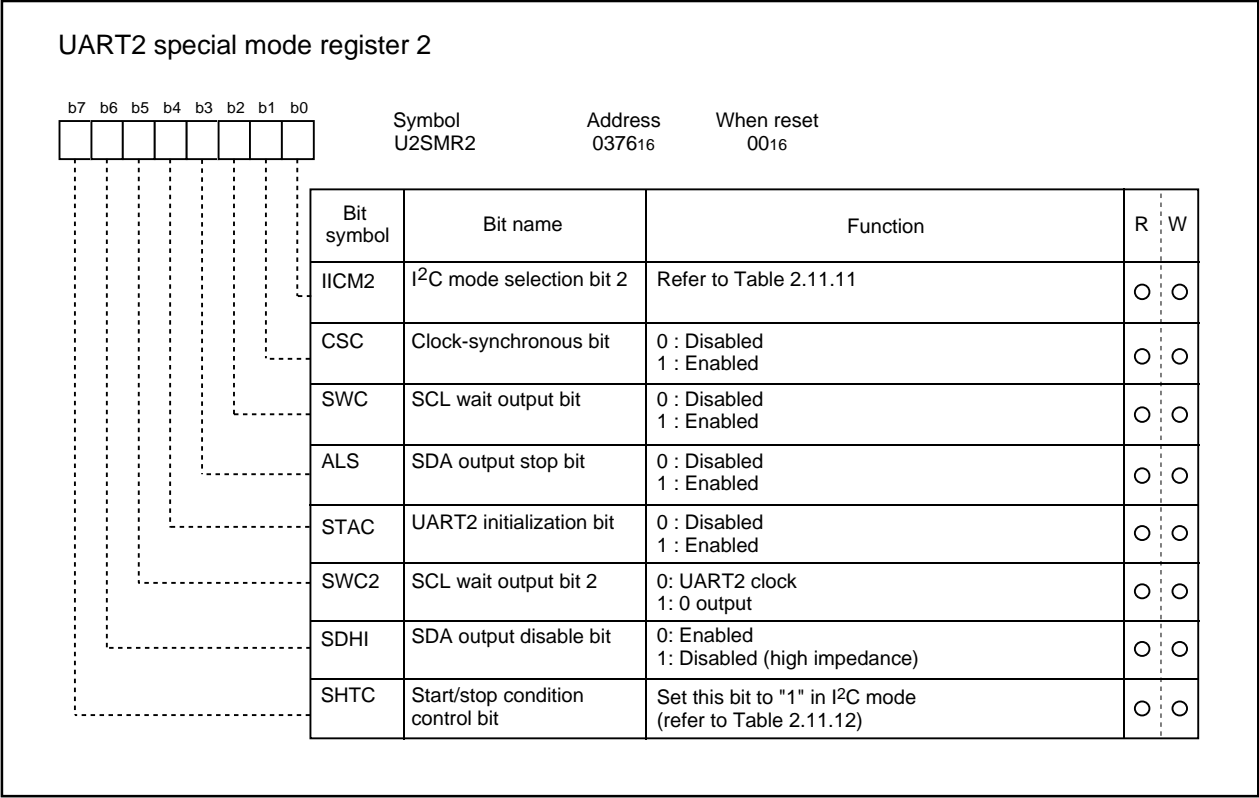 UART2 special mode register 2
b7 b6 b5 b4 b3 b2 b1 b0
Symbol Address When reset
U2SMR2 037616 0016
Bit symbol Bit name Function R W
IICM2 I2C mode selection bit 2 Refer to Table 2.11.11
CSC Clock-synchronous bit 0 : Disabled
1 : Enabled
SWC SCL wait output bit 0 : Disabled
1 : Enabled
ALS SDA output stop bit 0 : Disabled
1 : Enabled
STAC UART2 initialization bit 0 : Disabled
1 : Enabled
SWC2 SCL wait output bit 2 0: UART2 clock
1: 0 output
SDHI SDA output disable bit 0: Enabled
1: Disabled (high impedance)
SHTC Start/stop condition control bit Set this bit to "1" in I2C mode
(refer to Table 2.11.12)